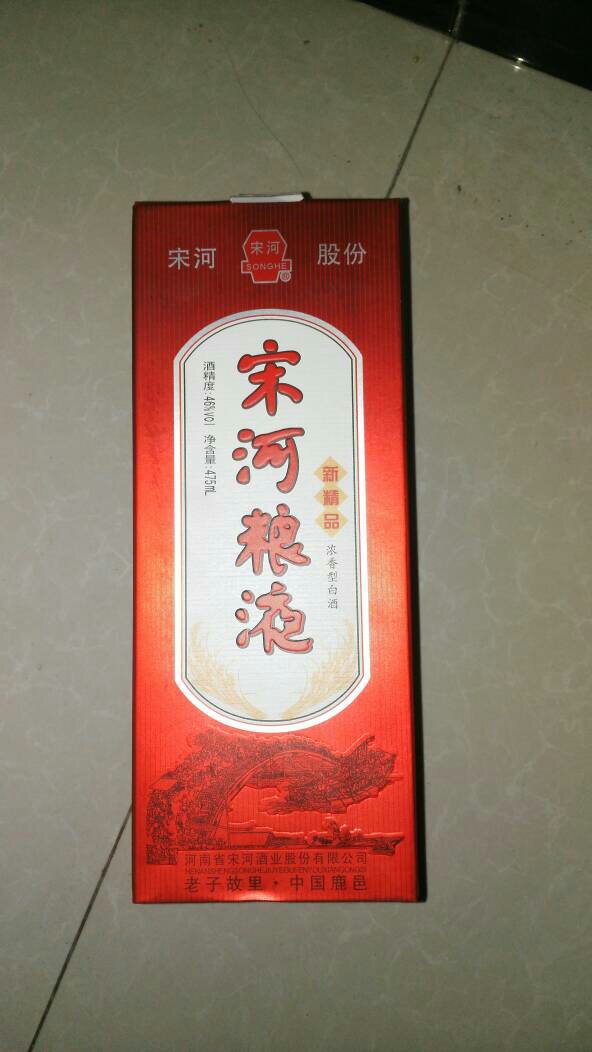 宋河
宋河
SONGHE
®
股份
宋河粮液
新精品
浓香型白酒
酒精度:46%vol 净含量:475mL
河南省宋河酒业股份有限公司
HENANSHENGSONGHEJIUYEGUFENYOUXIANGONGSI
老子故里·中国鹿邑